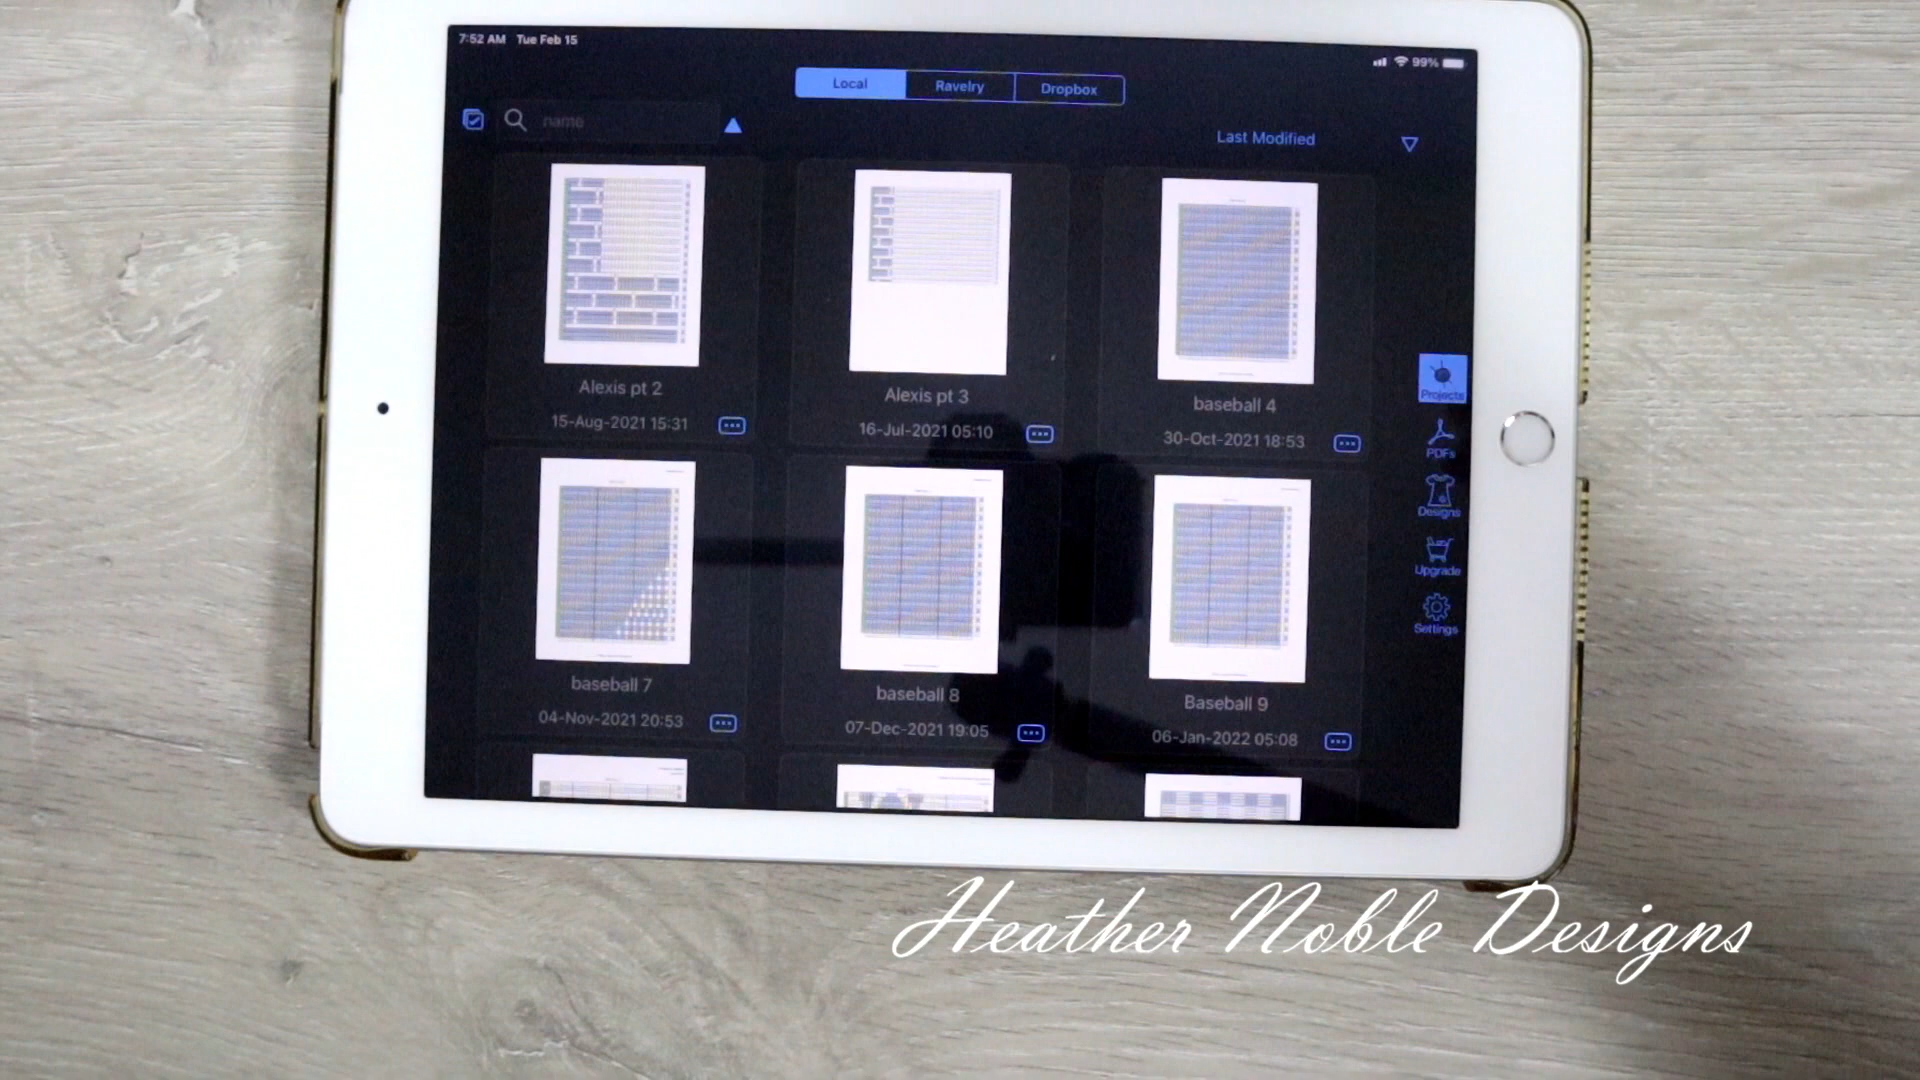 7:52 AM Tue Feb 15
99%
Local Ravelry Dropbox
name
Last Modified
Alexis pt 2
15-Aug-2021 15:31
Alexis pt 3
16-Jul-2021 05:10
baseball 4
30-Oct-2021 18:53
baseball 7
04-Nov-2021 20:53
baseball 8
07-Dec-2021 19:05
Baseball 9
06-Jan-2022 05:08
Projects
PDFs
Designs
Upgrade
Settings
Heather Noble Designs